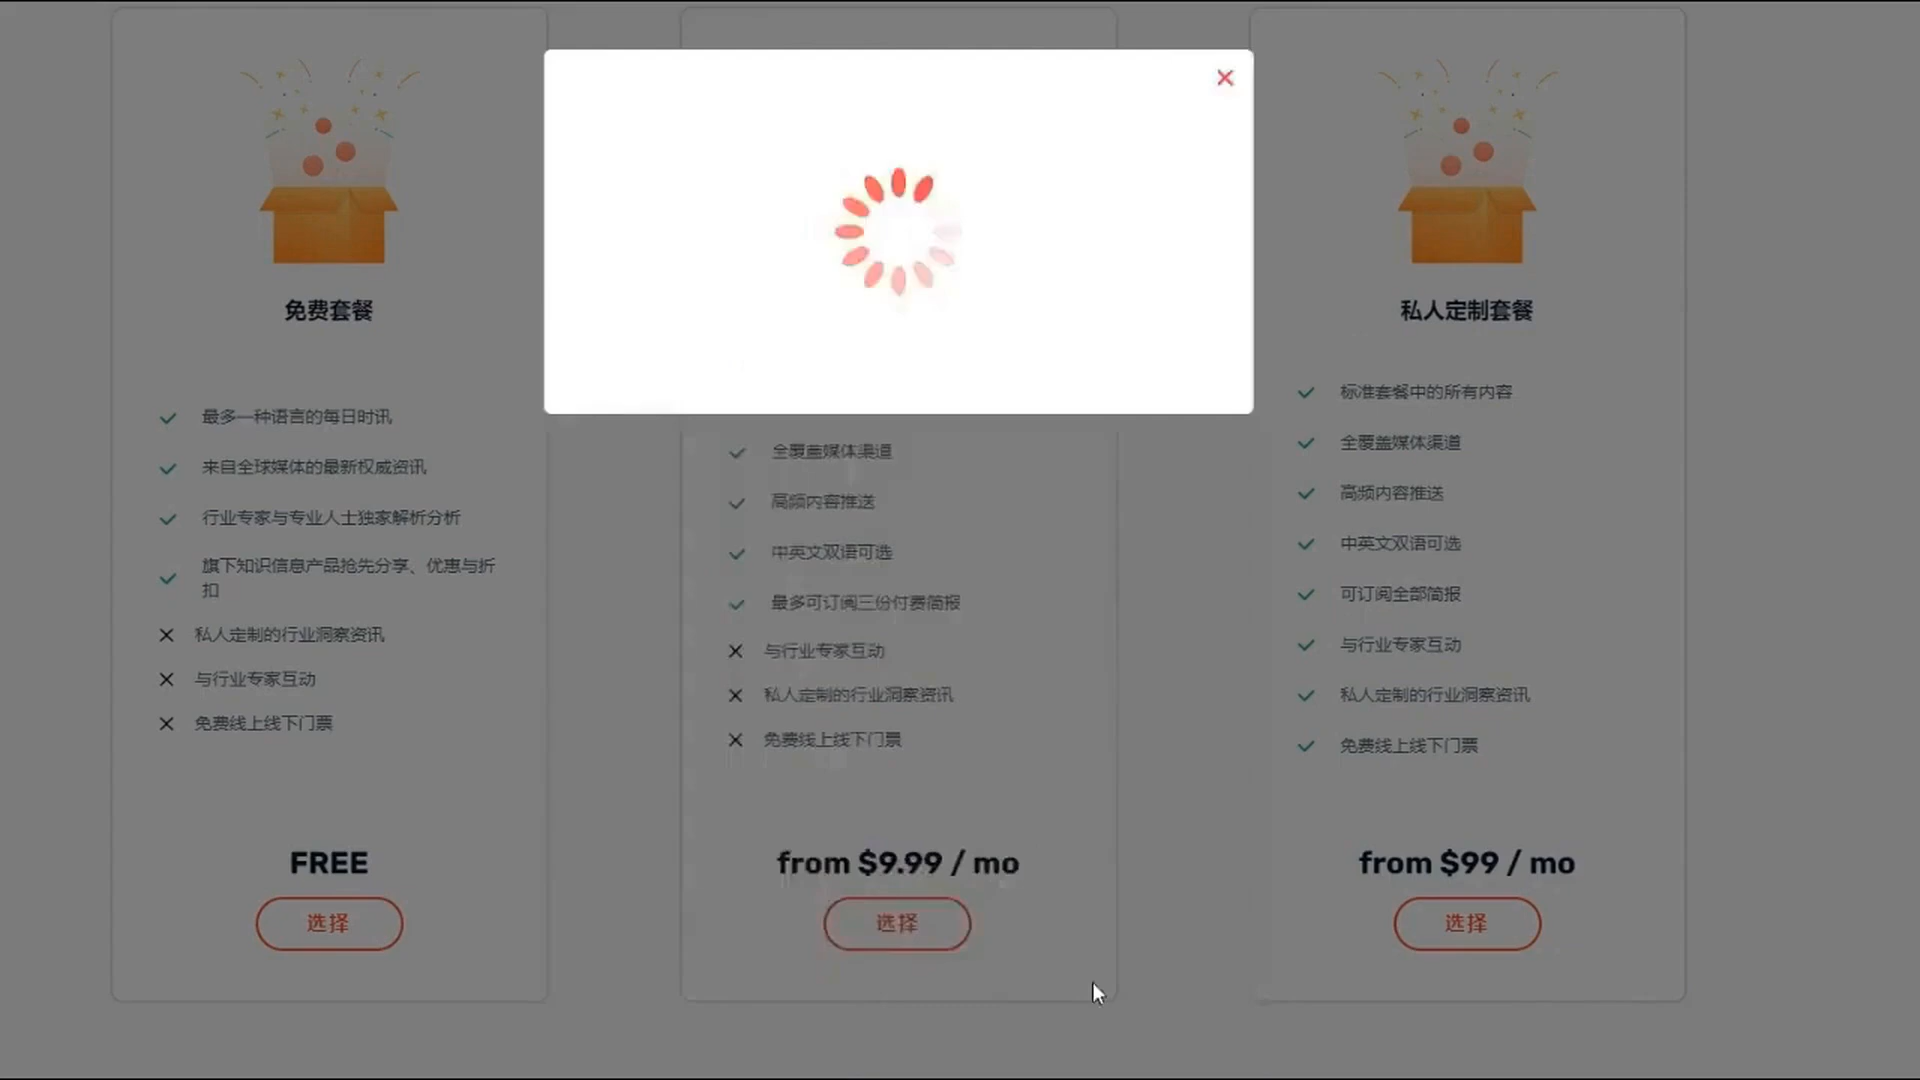 免费套餐
最多一种语言的每日时讯
来自全球媒体的最新权威资讯
行业专家与专业人士独家解析分析
旗下知识信息产品抢先分享、优惠与折
扣
私人定制的行业洞察资讯
与行业专家互动
免费线上线下门票
FREE
选择
全覆盖媒体渠道
高频内容推送
中英文双语可选
最多可订阅三份付费简报
与行业专家互动
私人定制的行业洞察资讯
免费线上线下门票
from $9.99 / mo
选择
私人定制套餐
标准套餐中的所有内容
全覆盖媒体渠道
高频内容推送
中英文双语可选
可订阅全部简报
与行业专家互动
私人定制的行业洞察资讯
免费线上线下门票
from $99 / mo
选择